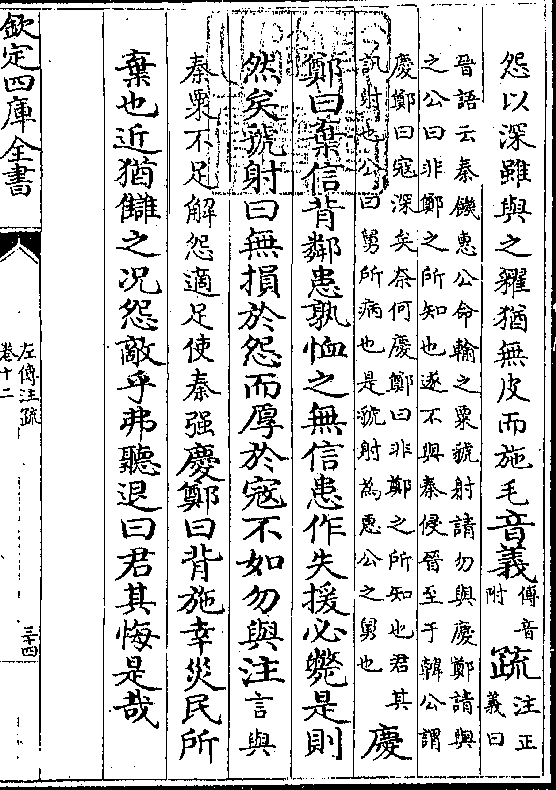 怨以深雖與之糴猶無皮而施毛音義傅音附疏注正義曰
晉語云秦饑惠公命輸之粟虢射請勿與慶鄭請與
之公曰非鄭之所知也遂不與秦侵晉至于韓公謂
慶鄭曰寇深矣奈何慶鄭曰非鄭之所知也君其
訊射也公曰舅所病也是虢射為惠公之舅也 慶
鄭曰棄信背鄰患孰恤之無信患作失援必斃是則
然矣虢射曰無損於怨而厚於寇不如勿與注言與
秦粟不足解怨適足使秦强慶鄭曰背施幸災民所
棄也近猶讎之况怨敵乎弗聽退曰君其悔是哉
欽定四庫全書
左傳注疏
卷十二
三十四